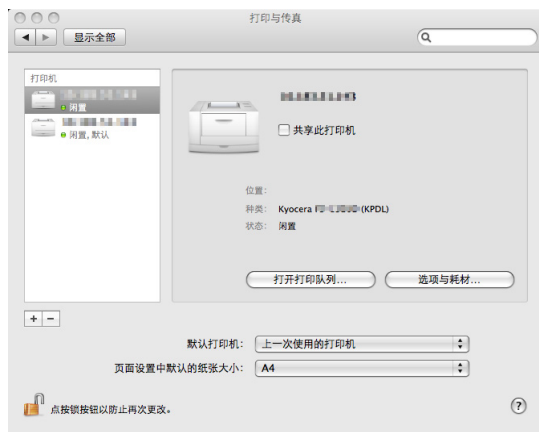 打印与传真
显示全部
打印机
闲置
闲置, 默认
共享此打印机
位置:
种类: Kyocera (KPDL)
状态: 闲置
打开打印队列... 选项与耗材...
+ −
默认打印机: 上一次使用的打印机
页面设置中默认的纸张大小: A4
点按锁按钮以防止再次更改。 ?